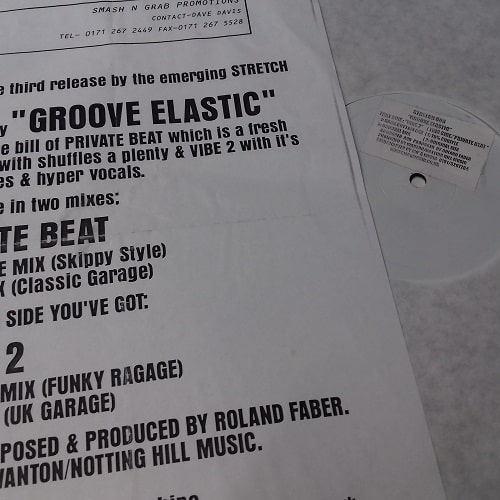 SMASH N GRAB PROMOTIONS
CONTACT-DAVE DAVIS
TEL- 0171 267 2449 FAX-0171 267 5528
e third release by the emerging STRETCH
y "GROOVE ELASTIC"
e bill of PRIVATE BEAT which is a fresh
with shuffles a plenty & VIBE 2 with it's
es & hyper vocals.
e in two mixes:
TE BEAT
E MIX (Skippy Style)
X (Classic Garage)
SIDE YOU'VE GOT:
2
MIX (FUNKY RAGAGE)
(UK GARAGE)
POSED & PRODUCED BY ROLAND FABER.
VANTON/NOTTING HILL MUSIC.